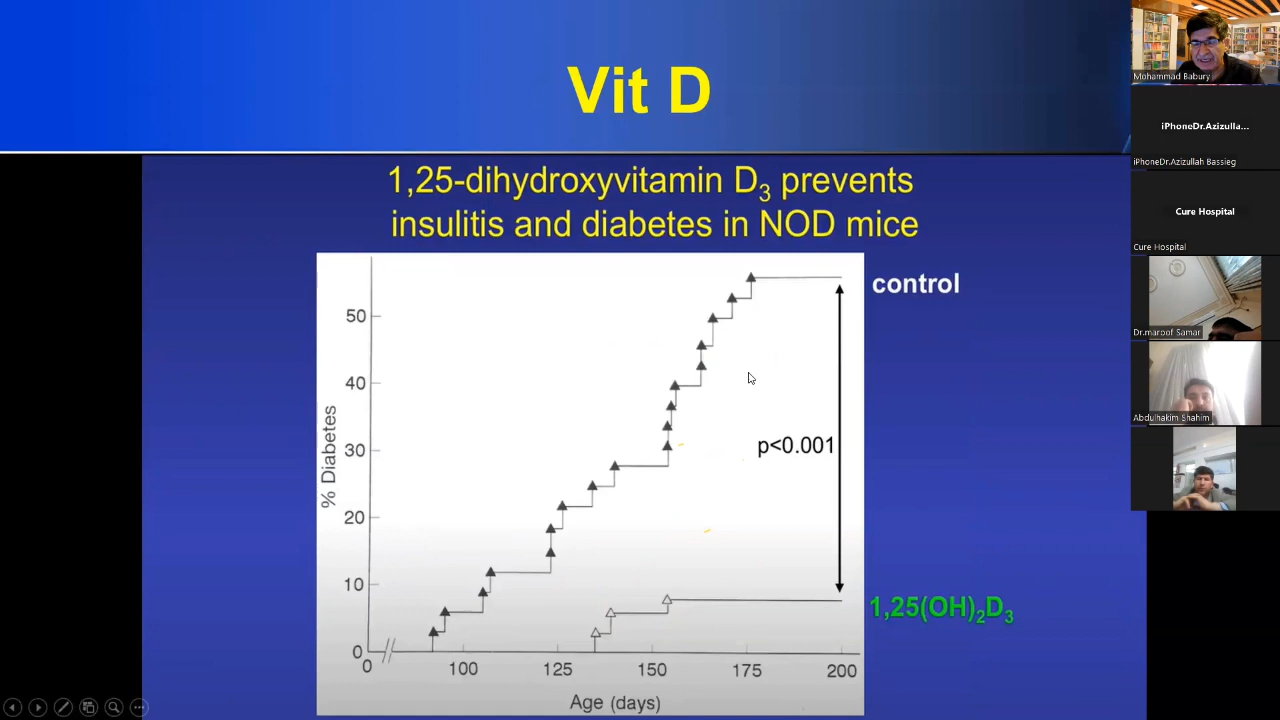 Vit D
1,25-dihydroxyvitamin D3 prevents
insulitis and diabetes in NOD mice
control
50
40
30
20
10
0
% Diabetes
p<0.001
1,25(OH)2D3
0
100
125
150
175
200
Age (days)
Mohammad Babury
iPhoneDr.Azizulla...
iPhoneDr.Azizullah Bassieg
Cure Hospital
Cure Hospital
Dr.maroof Samar
Abdulhakim Shahim